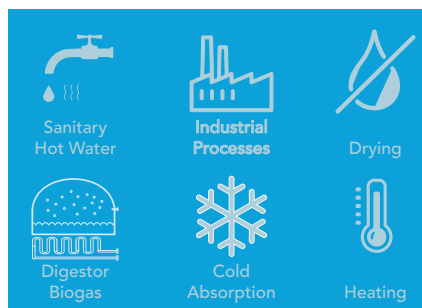 Sanitary
Hot Water
Industrial
Processes
Drying
Digestor
Biogas
Cold
Absorption
Heating